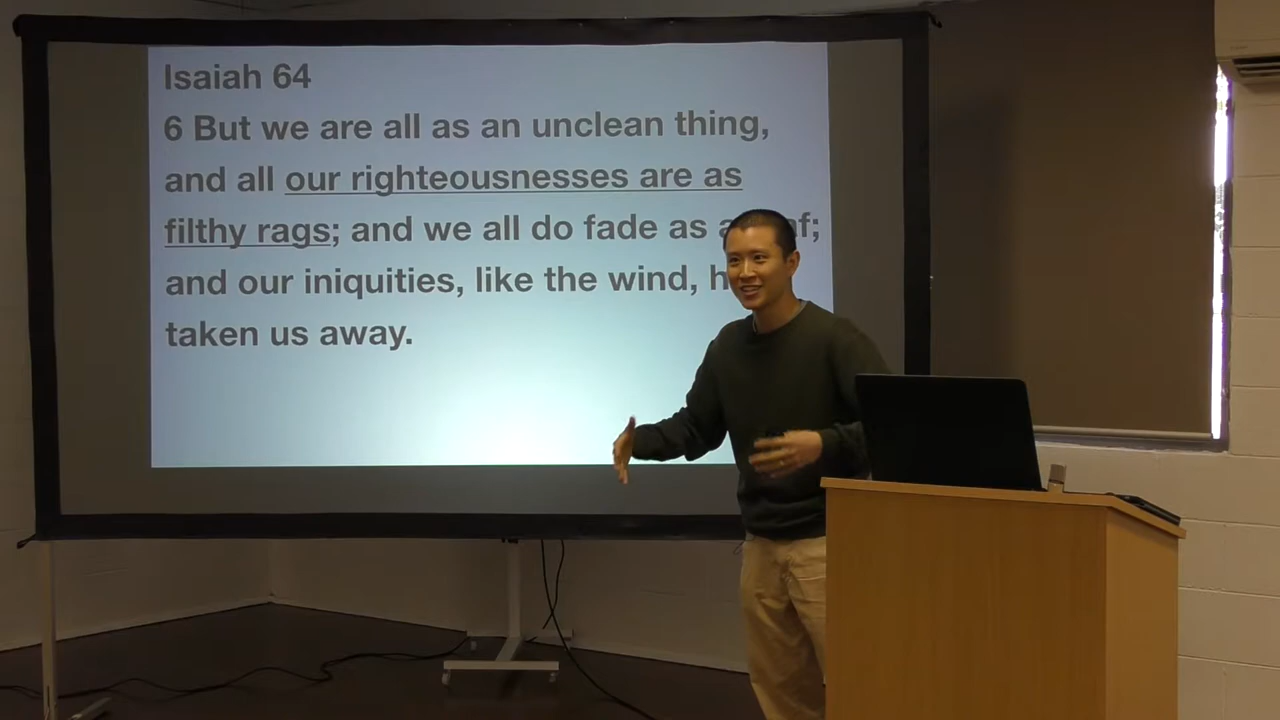 Isaiah 64
6 But we are all as an unclean thing,
and all our righteousnesses are as
filthy rags; and we all do fade as
and our iniquities, like the wind,
taken us away.